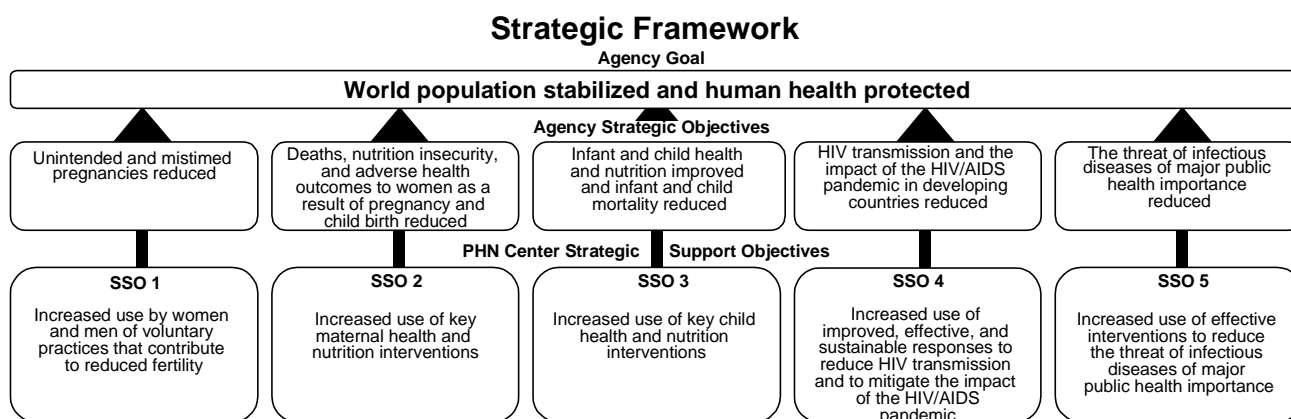 Strategic Framework
Agency Goal
World population stabilized and human health protected
Agency Strategic Objectives
Unintended and mistimed
pregnancies reduced
Deaths, nutrition insecurity,
and adverse health
outcomes to women as a
result of pregnancy and
child birth reduced
Infant and child health
and nutrition improved
and infant and child
mortality reduced
HIV transmission and the
impact of the HIV/AIDS
pandemic in developing
countries reduced
The threat of infectious
diseases of major public
health importance
reduced
PHN Center Strategic Support Objectives
SSO 1
Increased use by women
and men of voluntary
practices that contribute
to reduced fertility
SSO 2
Increased use of key
maternal health and
nutrition interventions
SSO 3
Increased use of key child
health and nutrition
interventions
SSO 4
Increased use of
improved, effective, and
sustainable responses to
reduce HIV transmission
and to mitigate the impact
of the HIV/AIDS
pandemic
SSO 5
Increased use of effective
interventions to reduce
the threat of infectious
diseases of major
public health importance